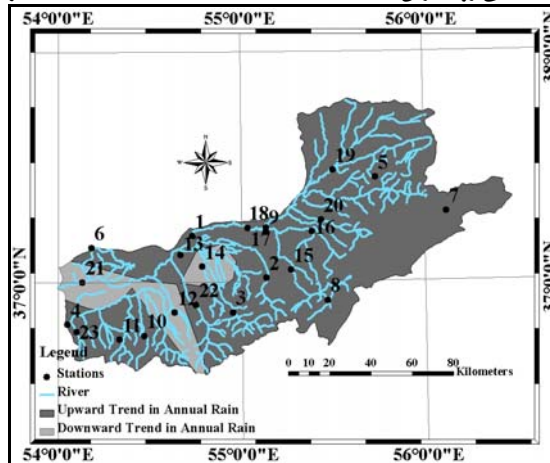 54°0'0"E 55°0'0"E 56°0'0"E
38°0'0"N
37°0'0"N
N
W E
S
19
5
7
20
18 9
16
17
1
6
13
14
15
2
21
8
22
12
3
4
23
11
10
37°0'0"N
Legend
Stations
River
Upward Trend in Annual Rain
Downward Trend in Annual Rain
0 10 20 40 60 80
Kilometers
54°0'0"E 55°0'0"E 56°0'0"E